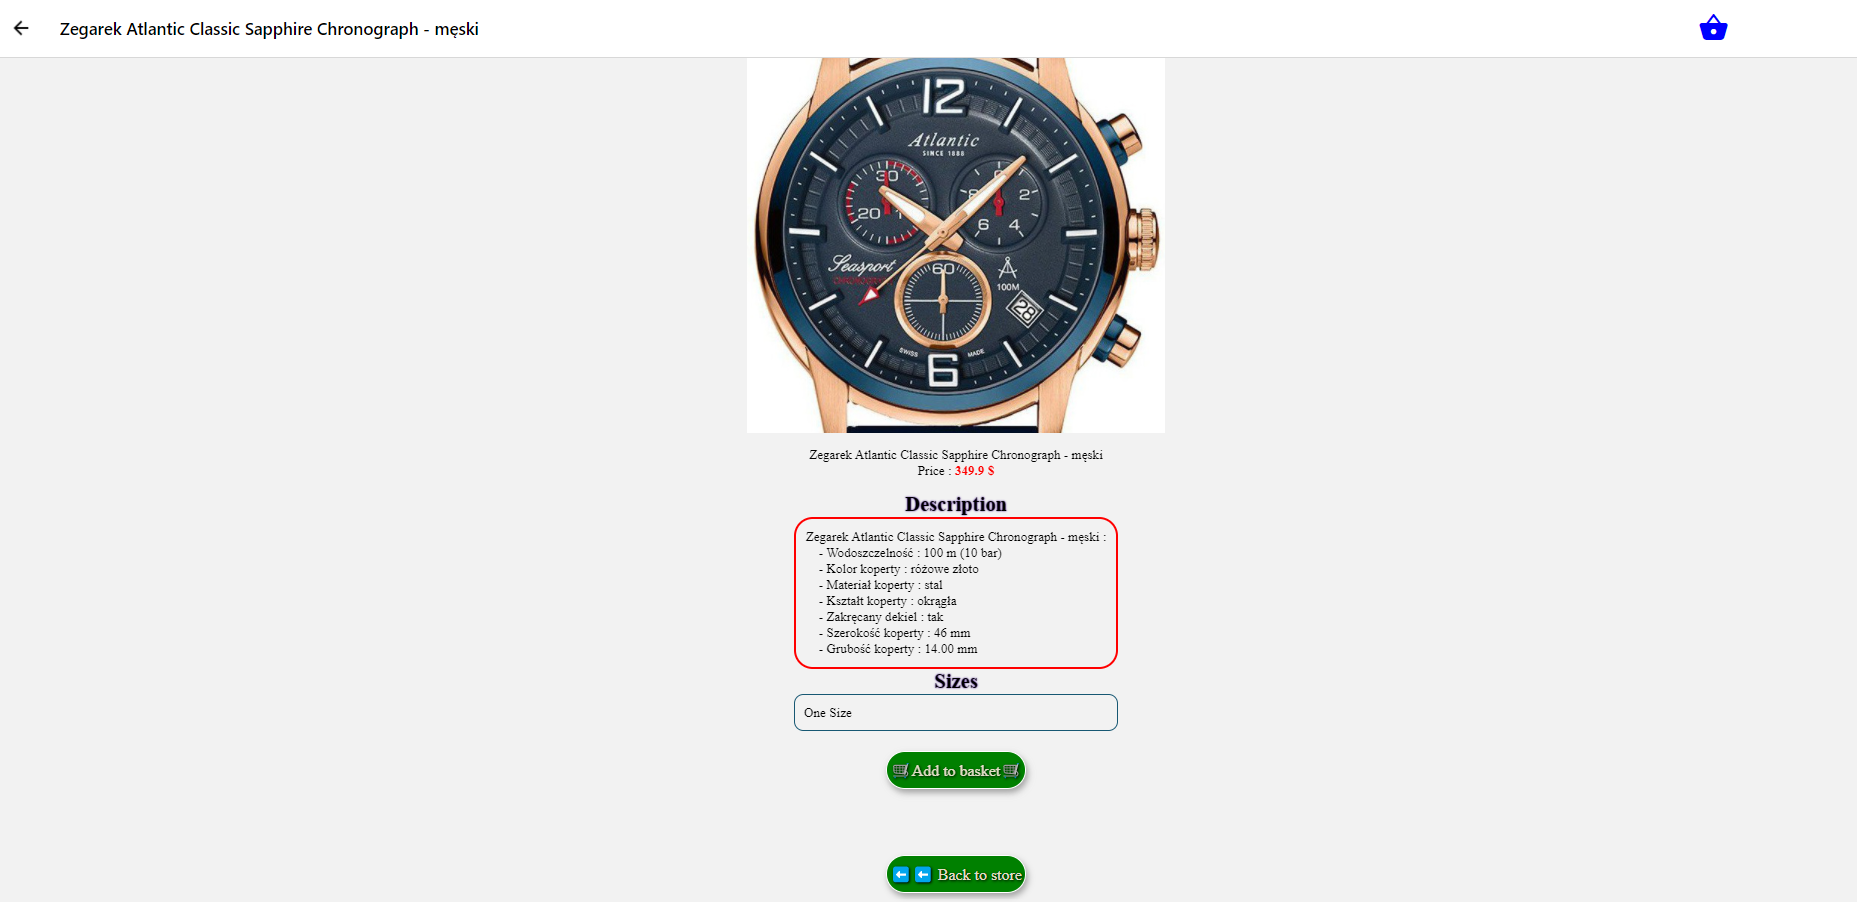 Zegarek Atlantic Classic Sapphire Chronograph - męski
12
Atlantic
SINCE 1888
30
20
1
0
8 2
6 4
Seasport
60
100M
28
SWISS MADE
6
Zegarek Atlantic Classic Sapphire Chronograph - męski
Price : 349.9 $
Description
Zegarek Atlantic Classic Sapphire Chronograph - męski :
- Wodoszczelność : 100 m (10 bar)
- Kolor koperty : różowe złoto
- Materiał koperty : stal
- Kształt koperty : okrągła
- Zakręcany dekiel : tak
- Szerokość koperty : 46 mm
- Grubość koperty : 14.00 mm
Sizes
One Size
Add to basket
Back to store